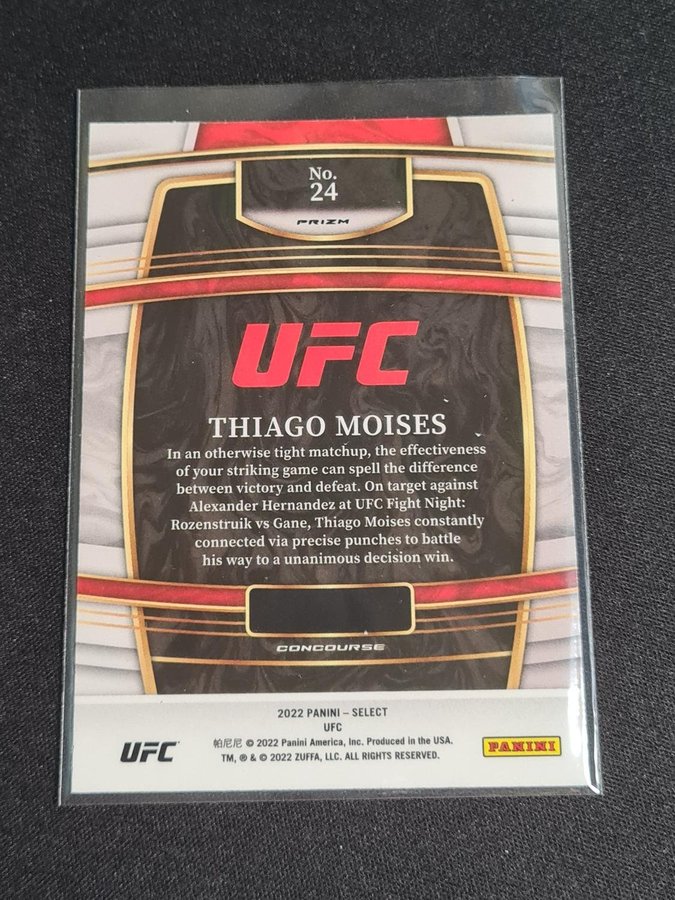 No.
24
PRIZM
UFC
THIAGO MOISES
In an otherwise tight matchup, the effectiveness
of your striking game can spell the difference
between victory and defeat. On target against
Alexander Hernandez at UFC Fight Night:
Rozenstruik vs Gane, Thiago Moises constantly
connected via precise punches to battle
his way to a unanimous decision win.
CONCOURSE
2022 PANINI – SELECT
UFC
UFC
帕尼尼 © 2022 Panini America, Inc. Produced in the USA.
TM, ® & © 2022 ZUFFA, LLC. ALL RIGHTS RESERVED.
PANINI